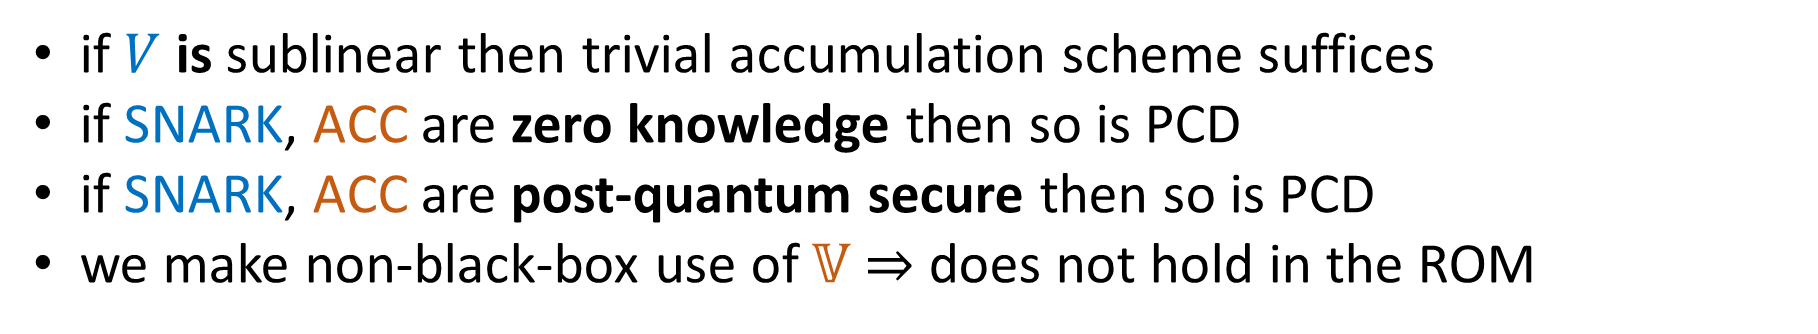 • if 𝑉 is sublinear then trivial accumulation scheme suffices
• if SNARK, ACC are zero knowledge then so is PCD
• if SNARK, ACC are post-quantum secure then so is PCD
• we make non-black-box use of 𝕍 ⇒ does not hold in the ROM